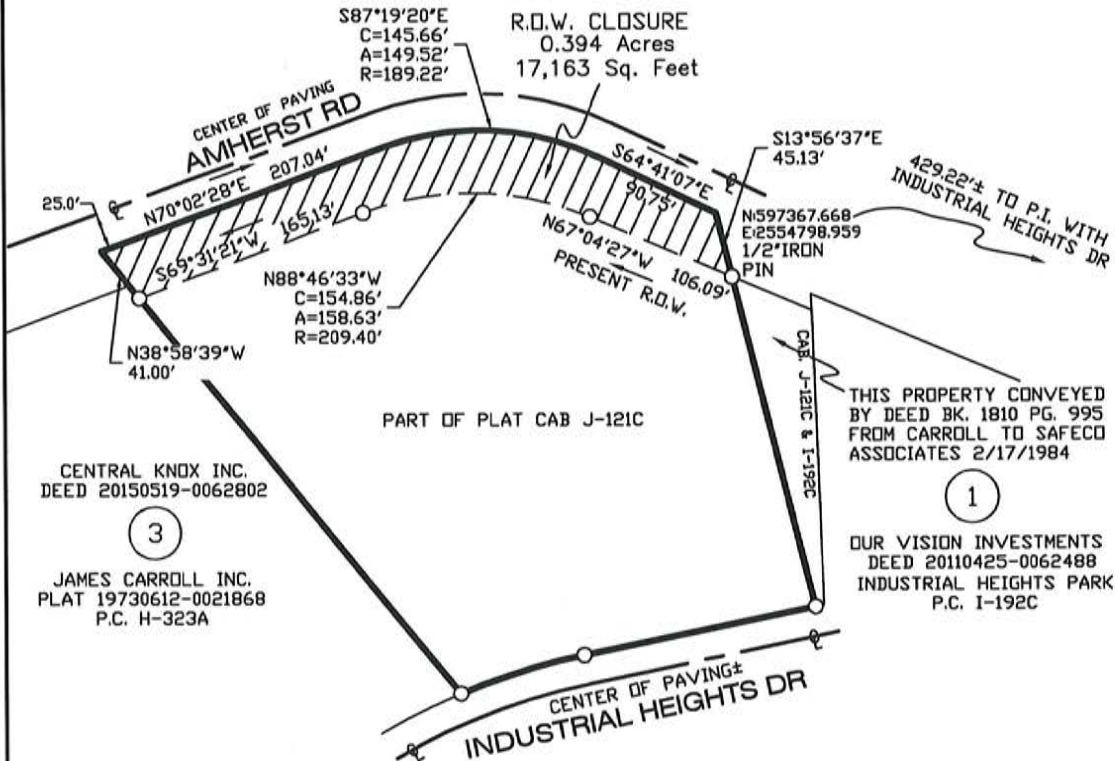 S87°19'20"E
C=145.66'
A=149.52'
R=189.22'
R.O.W. CLOSURE
0.394 Acres
17,163 Sq. Feet
CENTER OF PAVING
AMHERST RD
S13°56'37"E
45.13'
429.22'± TO P.I. WITH
INDUSTRIAL HEIGHTS DR
25.0'
N70°02'28"E 207.04'
S64°41'07"E
90.75'
S69°31'21"W 165.13'
N:597367.668
E:2554798.959
1/2"IRON
PIN
N67°04'27"W 106.09'
PRESENT R.O.W.
N88°46'33"W
C=154.86'
A=158.63'
R=209.40'
N38°58'39"W
41.00'
PART OF PLAT CAB J-121C
CAB. J-121C & I-192C
THIS PROPERTY CONVEYED
BY DEED BK. 1810 PG. 995
FROM CARROLL TO SAFECO
ASSOCIATES 2/17/1984
1
OUR VISION INVESTMENTS
DEED 20110425-0062488
INDUSTRIAL HEIGHTS PARK
P.C. I-192C
CENTRAL KNOX INC.
DEED 20150519-0062802
3
JAMES CARROLL INC.
PLAT 19730612-0021868
P.C. H-323A
CENTER OF PAVING±
INDUSTRIAL HEIGHTS DR